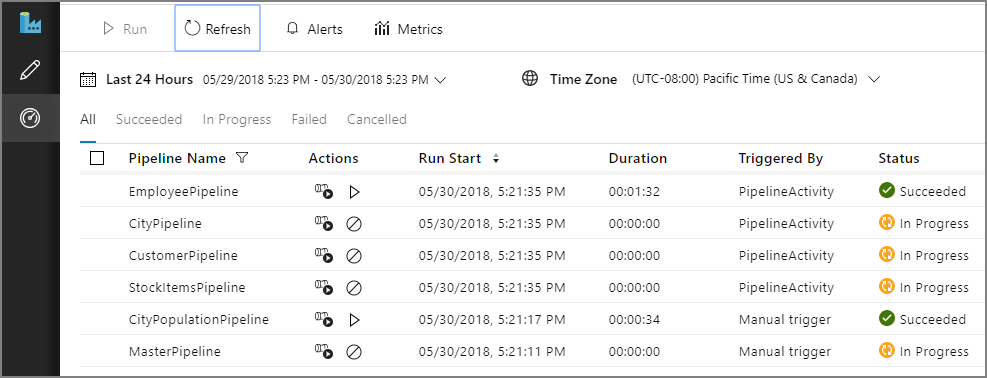 Run Refresh Alerts Metrics
Last 24 Hours 05/29/2018 5:23 PM - 05/30/2018 5:23 PM Time Zone (UTC-08:00) Pacific Time (US & Canada)
All Succeeded In Progress Failed Cancelled
Pipeline Name Actions Run Start Duration Triggered By Status
EmployeePipeline 05/30/2018, 5:21:35 PM 00:01:32 PipelineActivity Succeeded
CityPipeline 05/30/2018, 5:21:35 PM 00:00:00 PipelineActivity In Progress
CustomerPipeline 05/30/2018, 5:21:35 PM 00:00:00 PipelineActivity In Progress
StockItemsPipeline 05/30/2018, 5:21:35 PM 00:00:00 PipelineActivity In Progress
CityPopulationPipeline 05/30/2018, 5:21:17 PM 00:00:34 Manual trigger Succeeded
MasterPipeline 05/30/2018, 5:21:11 PM 00:00:00 Manual trigger In Progress